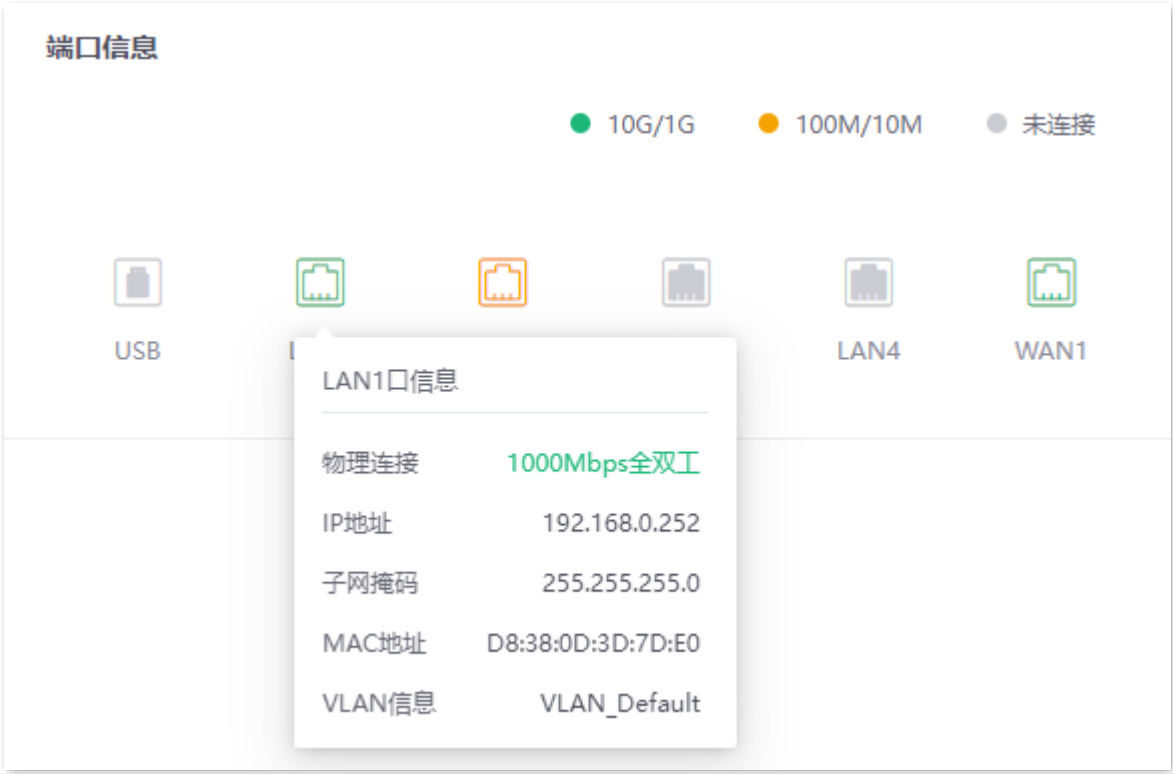 端口信息
10G/1G 100M/10M 未连接
USB LAN4 WAN1
LAN1口信息
物理连接 1000Mbps全双工
IP地址 192.168.0.252
子网掩码 255.255.255.0
MAC地址 D8:38:0D:3D:7D:E0
VLAN信息 VLAN_Default